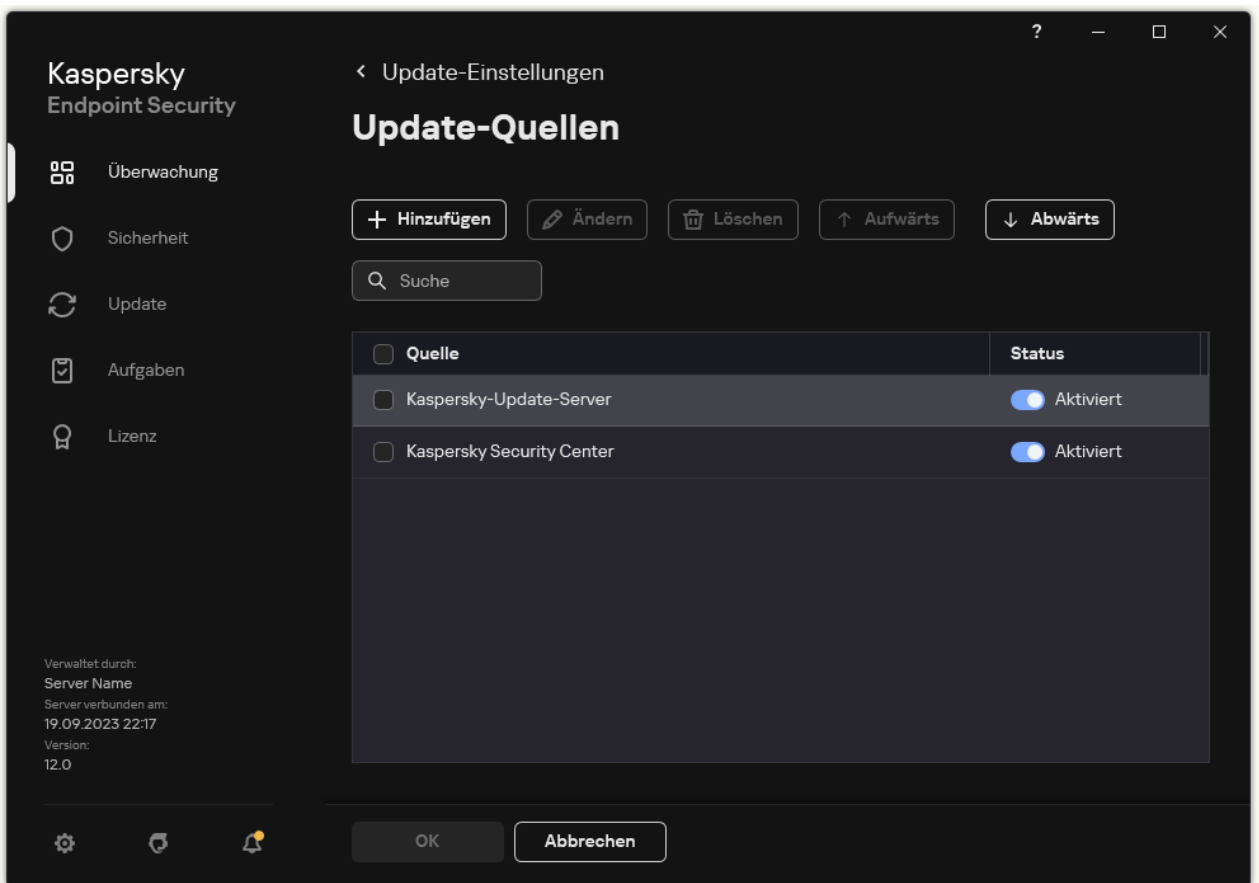 ?
Kaspersky
Endpoint Security
Update-Einstellungen
Update-Quellen
Überwachung
Sicherheit
Update
Aufgaben
Lizenz
Hinzufügen Ändern Löschen Aufwärts Abwärts
Suche
Quelle Status
Kaspersky-Update-Server Aktiviert
Kaspersky Security Center Aktiviert
Verwaltet durch:
Server Name
Server verbunden am:
19.09.2023 22:17
Version:
12.0
OK Abbrechen